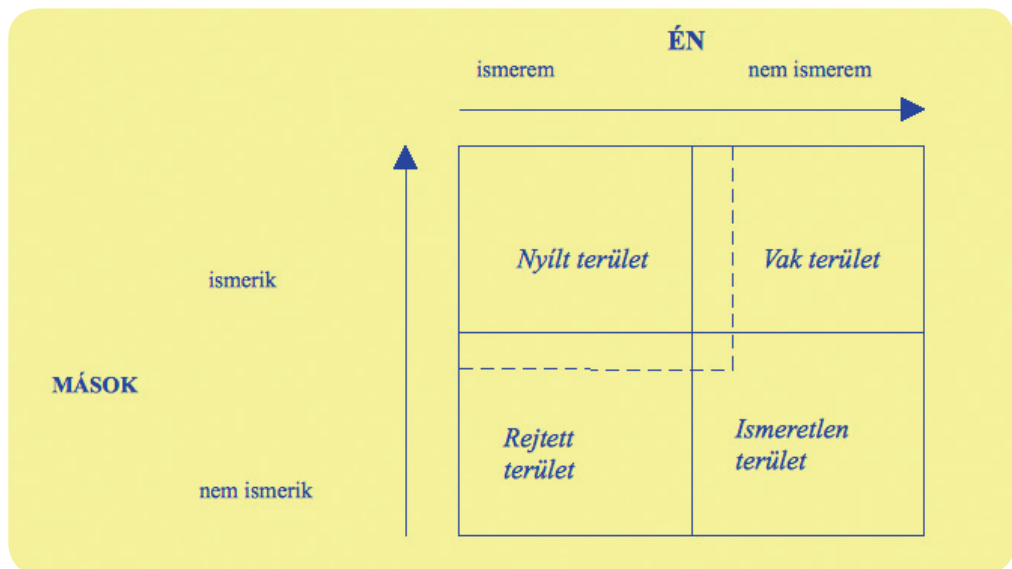 ÉN
ismerem nem ismerem
Nyílt terület Vak terület
ismerik
MÁSOK
Rejtett
terület
Ismeretlen
terület
nem ismerik